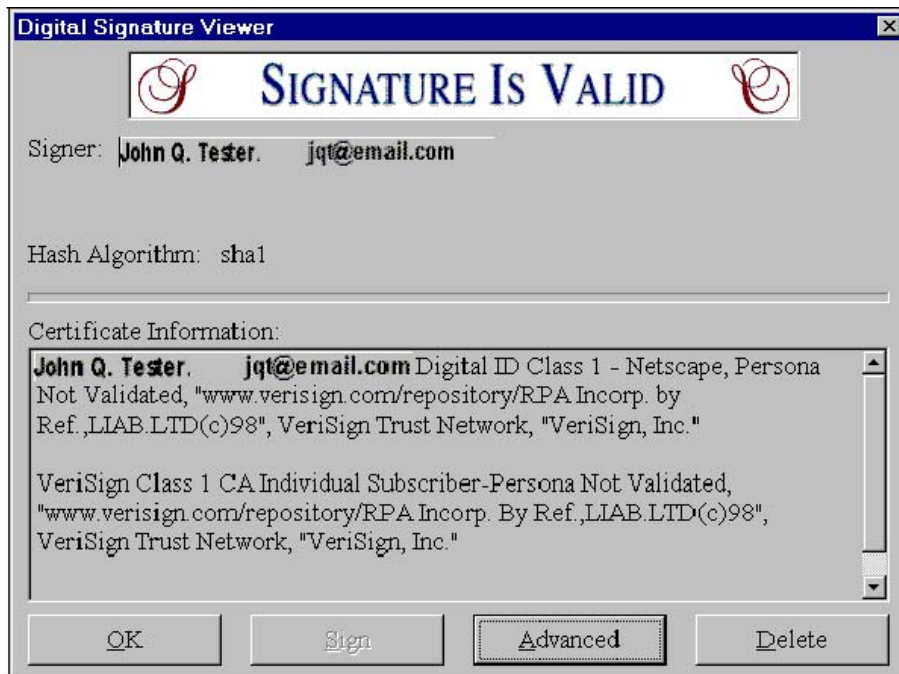 Digital Signature Viewer
SIGNATURE IS VALID
Signer: John Q. Tester. jqt@email.com
Hash Algorithm: sha1
Certificate Information:
John Q. Tester. jqt@email.com Digital ID Class 1 - Netscape, Persona
Not Validated, "www.verisign.com/repository/RPA Incorp. by
Ref.,LIAB.LTD(c)98", VeriSign Trust Network, "VeriSign, Inc."
VeriSign Class 1 CA Individual Subscriber-Persona Not Validated,
"www.verisign.com/repository/RPA Incorp. By Ref.,LIAB.LTD(c)98",
VeriSign Trust Network, "VeriSign, Inc."
OK Sign Advanced Delete